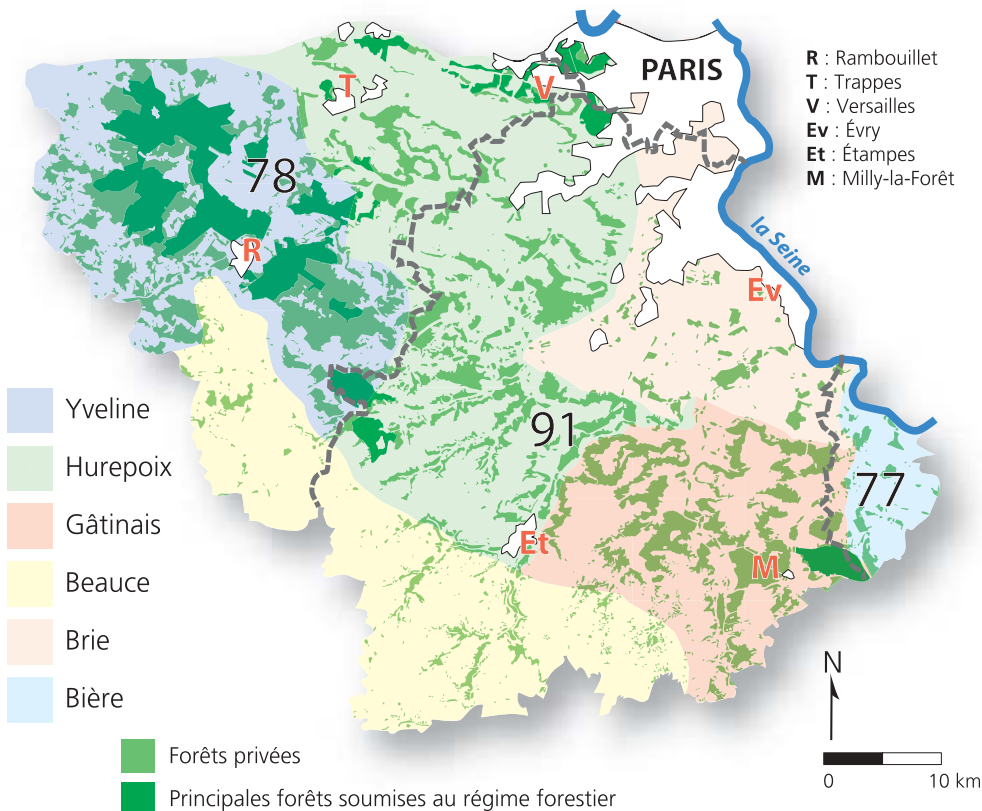 PARIS
R : Rambouillet
T : Trappes
V : Versailles
Ev : Évry
Et : Étampes
M : Milly-la-Forêt
T
V
78
R
la Seine
Ev
91
77
Et
M
Yveline
Hurepoix
Gâtinais
Beauce
Brie
Bière
N
0 10 km
Forêts privées
Principales forêts soumises au régime forestier